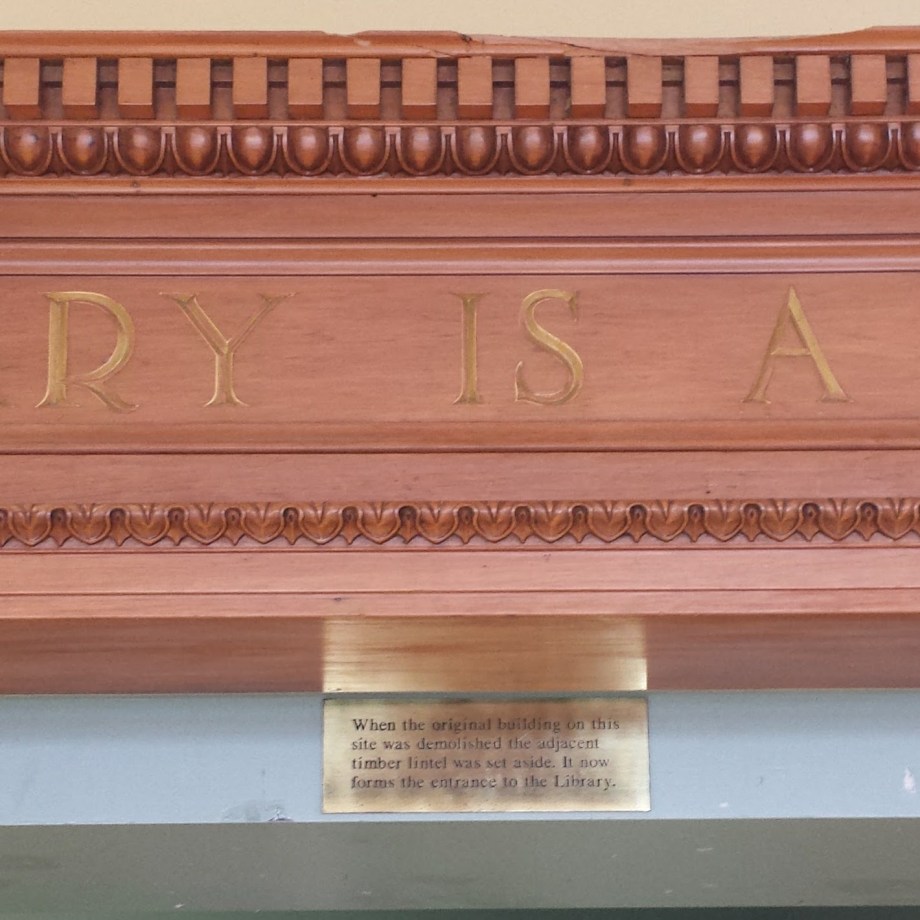 RY IS A
When the original building on this
site was demolished the adjacent
timber lintel was set aside. It now
forms the entrance to the Library.